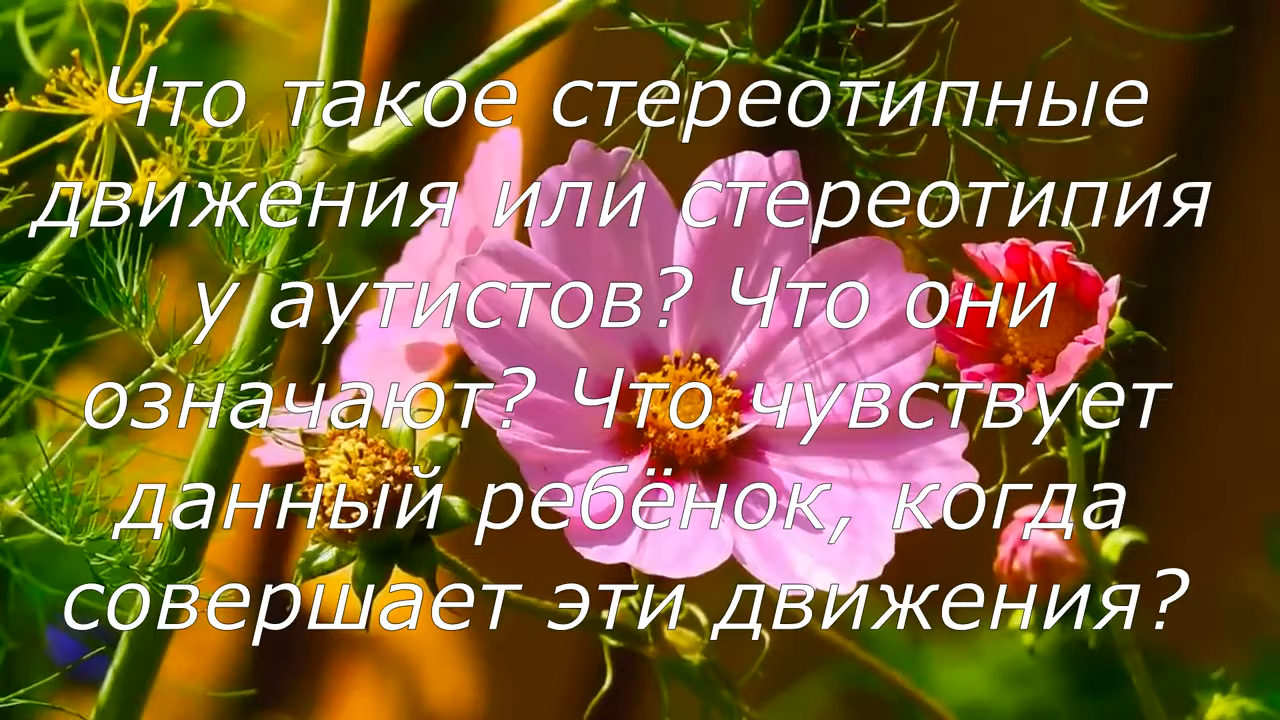 Что такое стереотипные
движения или стереотипия
у аутистов? Что они
означают? Что чувствует
данный ребёнок, когда
совершает эти движения?